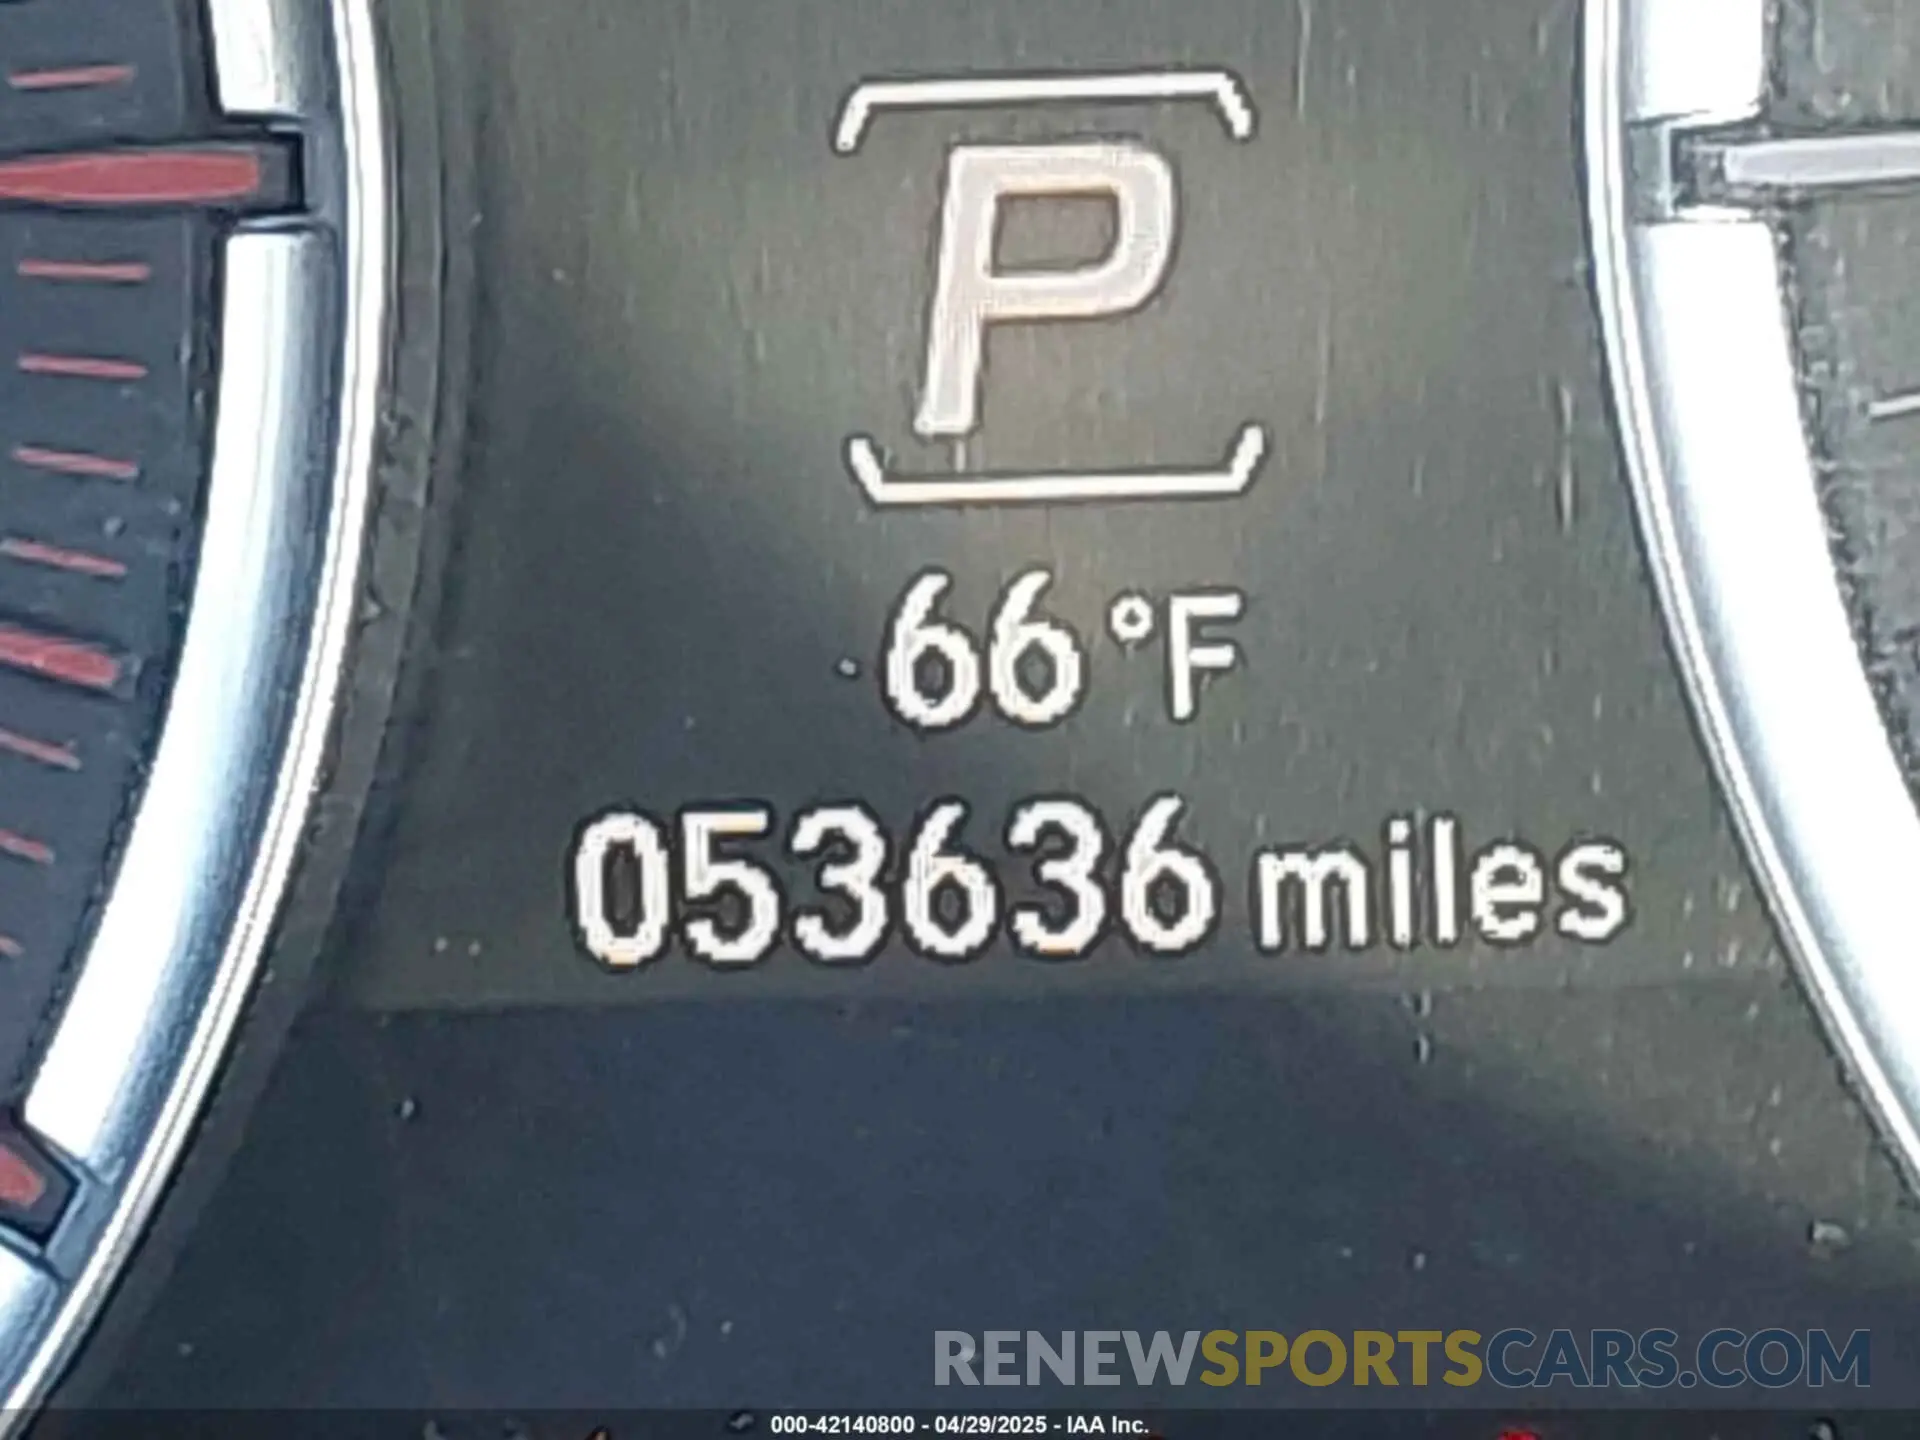 P
66 °F
053636 miles
RENEWSPORTSCARS.COM
000-42140800 - 04/29/2025 - IAA Inc.